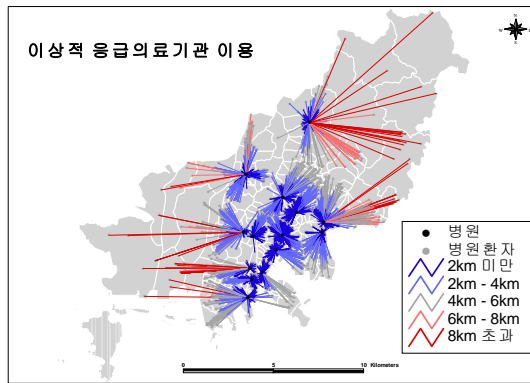 이상적 응급의료기관 이용
N
W E
S
병원
병원환자
2km 미만
2km - 4km
4km - 6km
6km - 8km
8km 초과
0 5 10 Kilometers